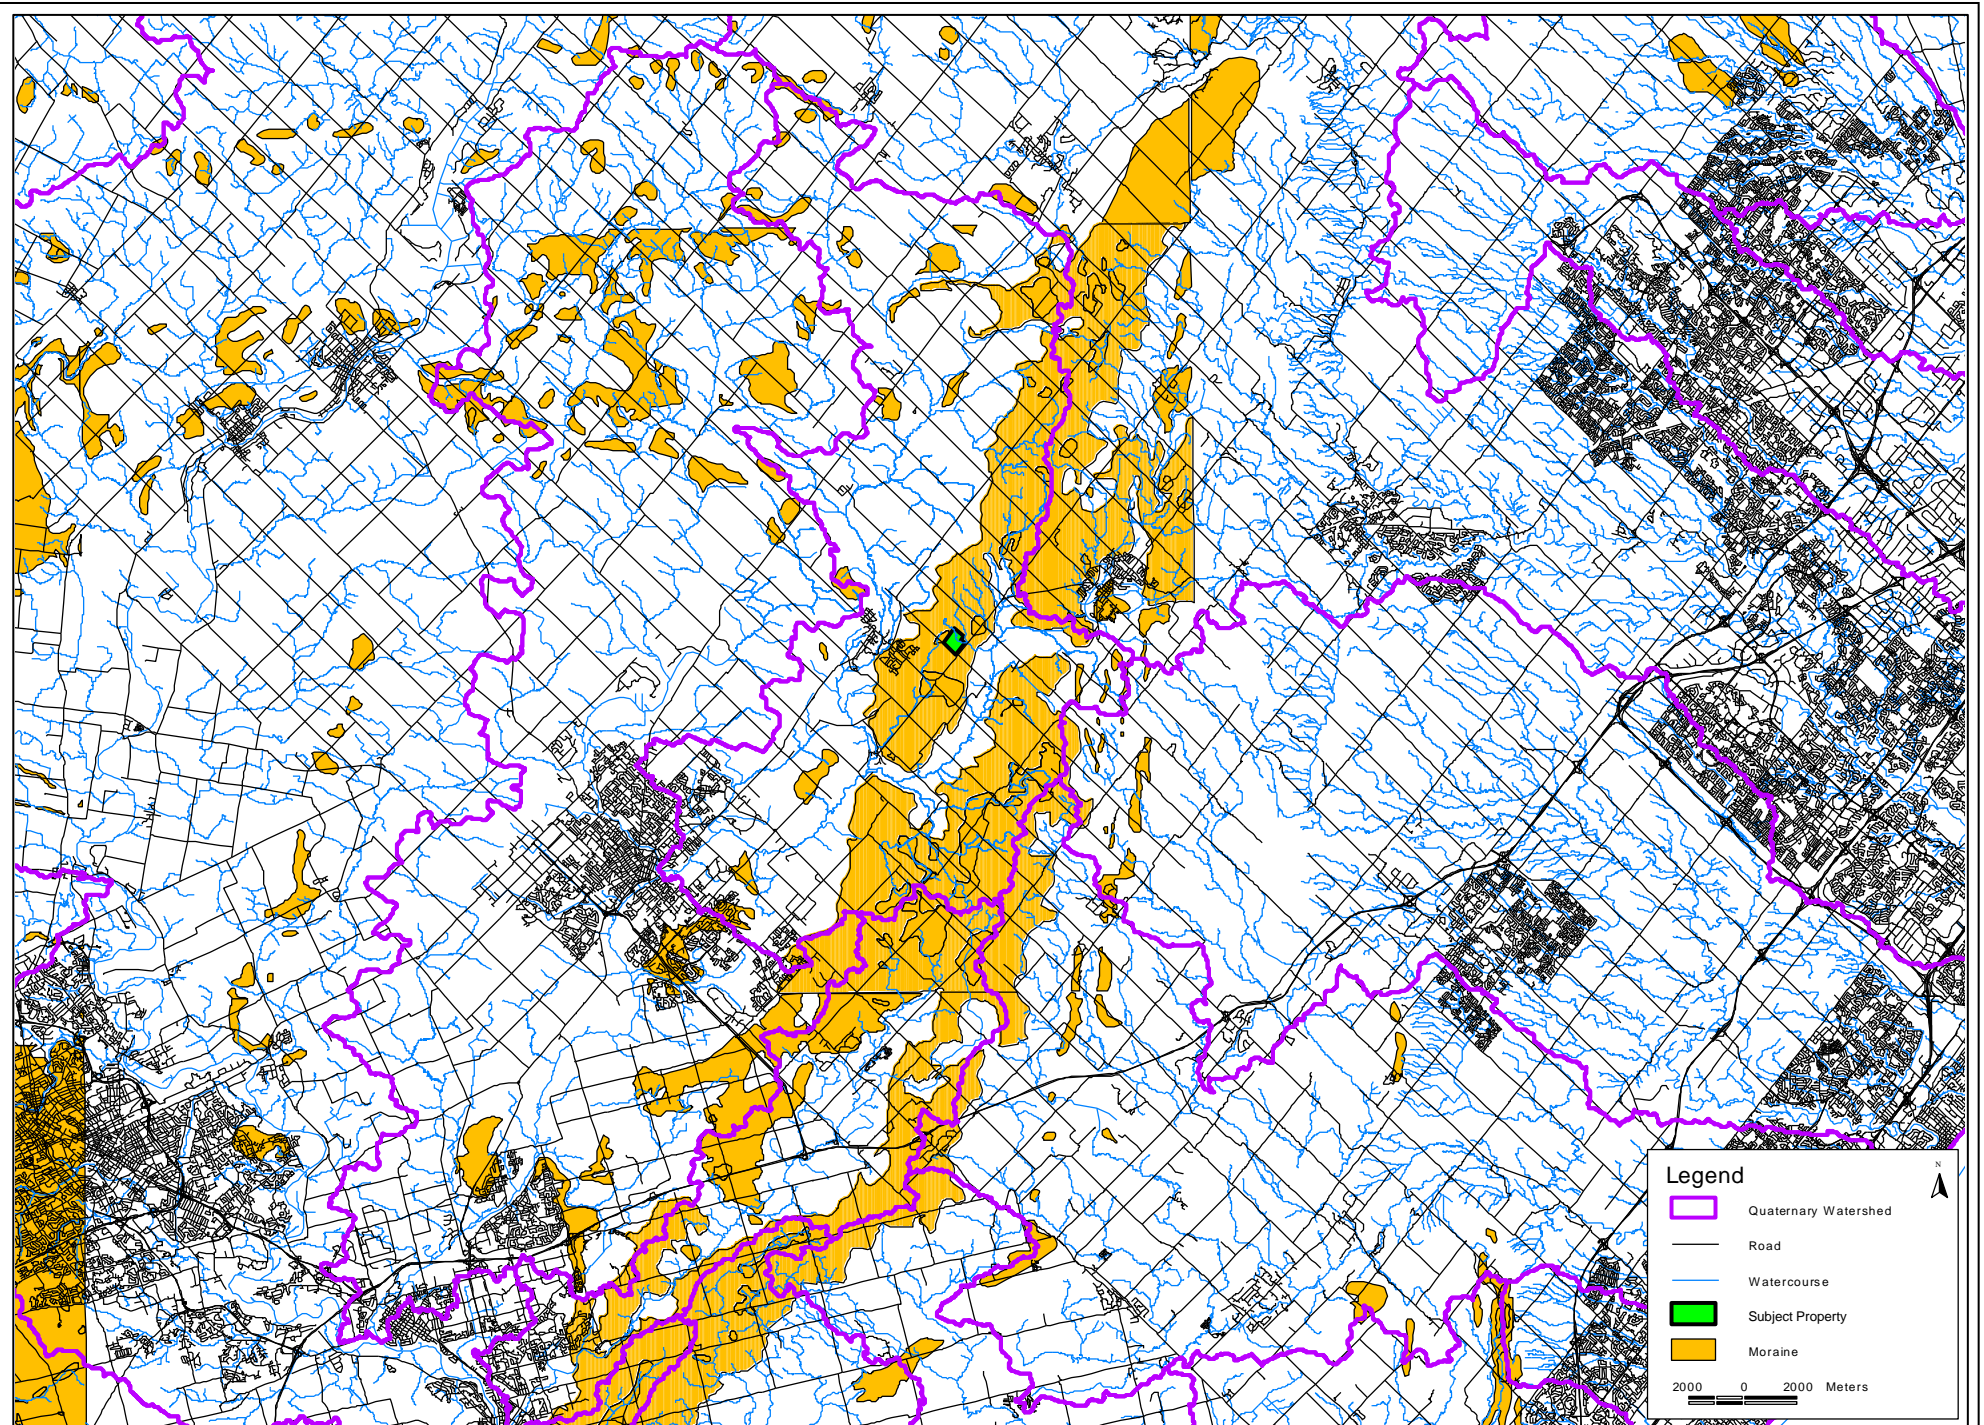 N
Legend
Quaternary Watershed
Road
Watercourse
Subject Property
Moraine
2000 0 2000 Meters